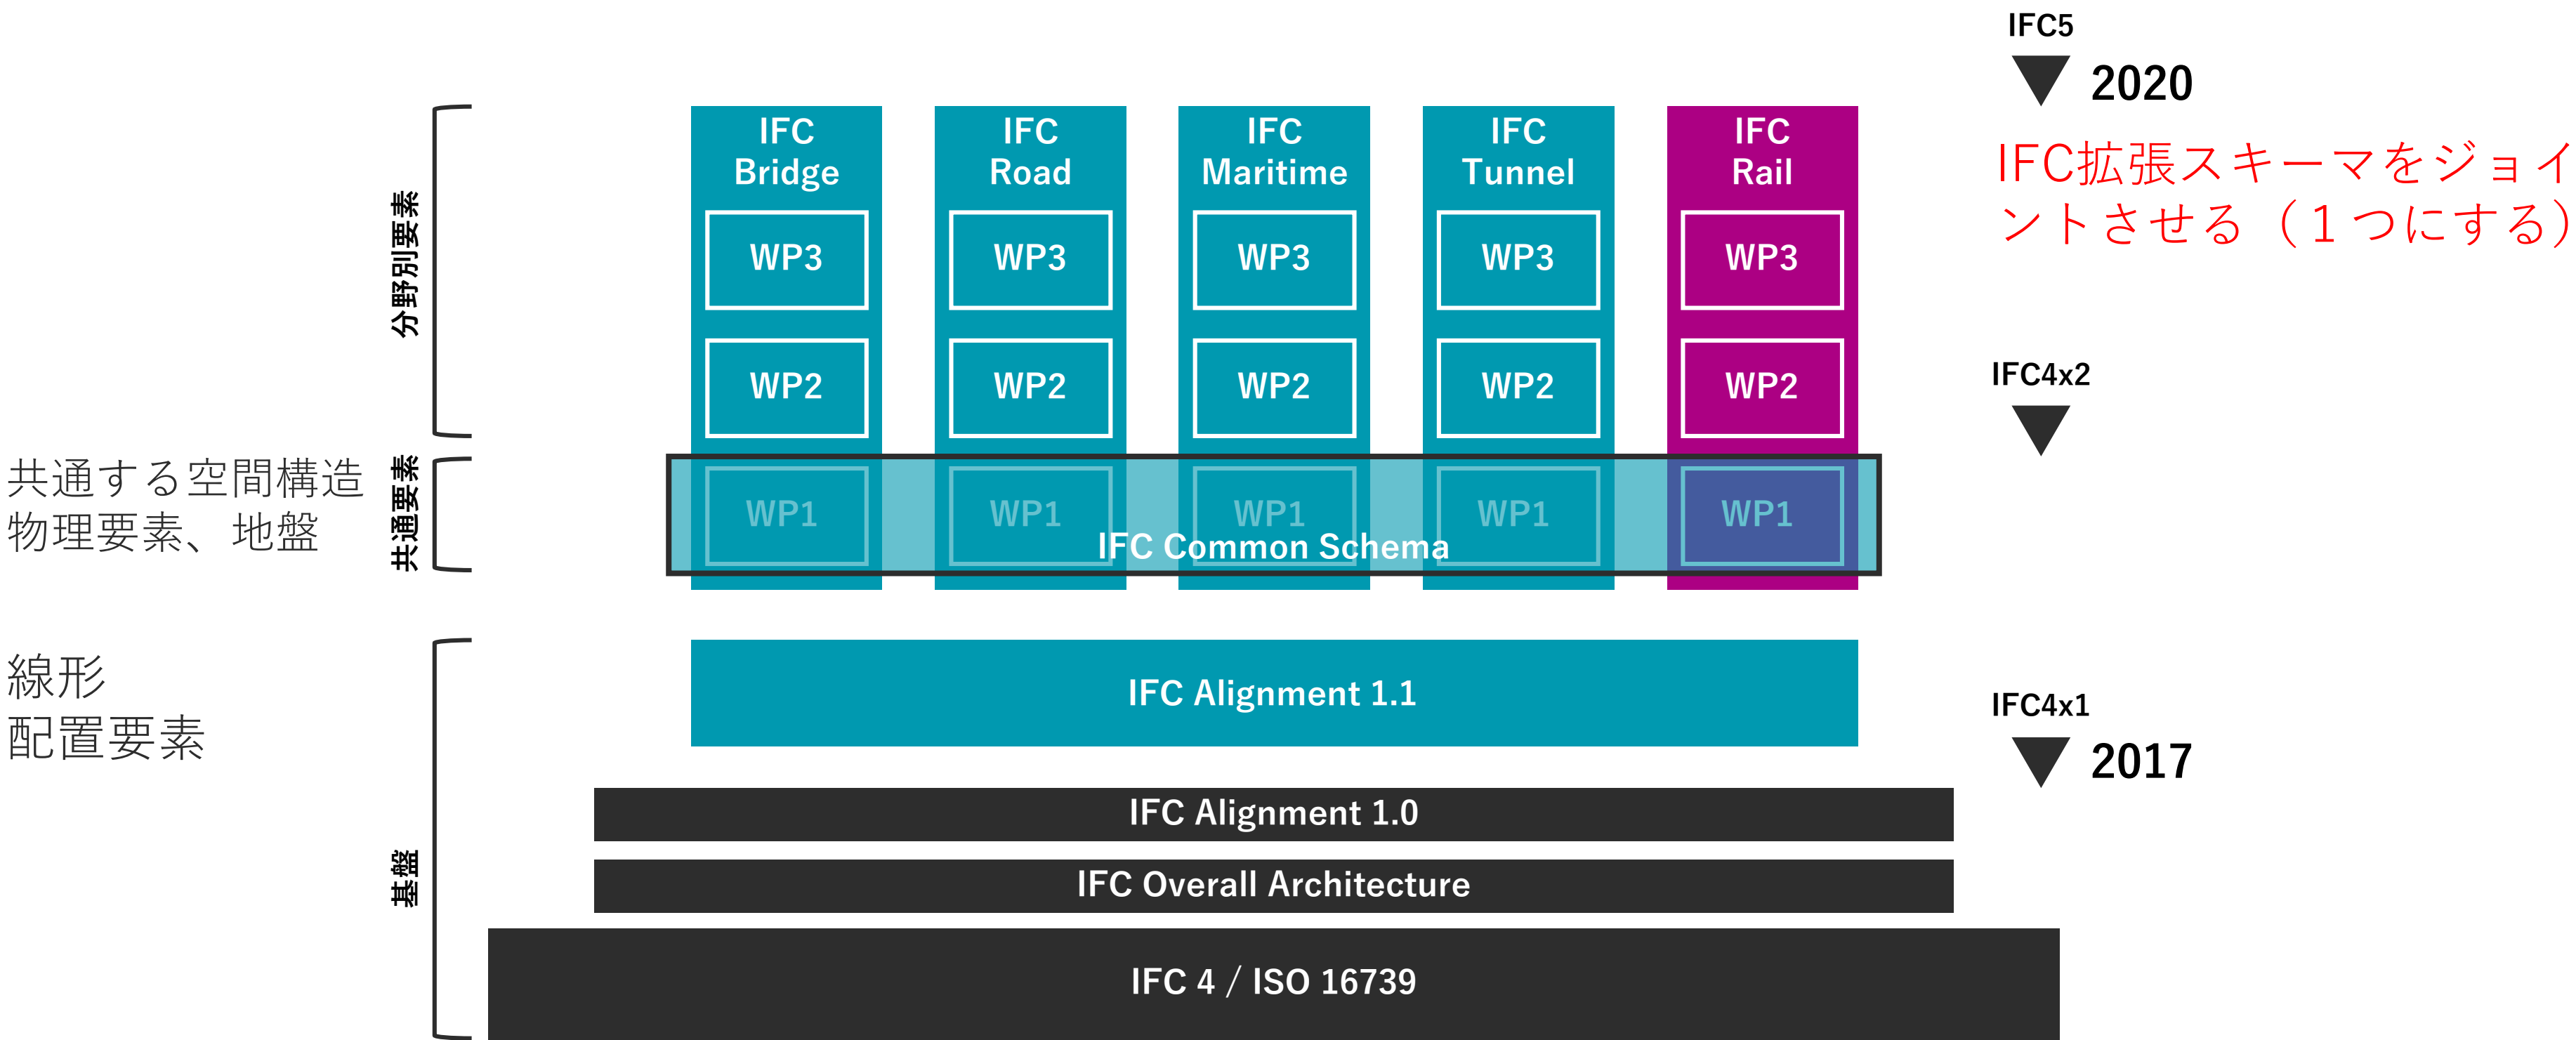 IFC5
2020
IFC拡張スキーマをジョイ
ントさせる（１つにする）
分野別要素
IFC
Bridge
WP3
WP2
WP1
IFC
Road
WP3
WP2
WP1
IFC
Maritime
WP3
WP2
WP1
IFC
Tunnel
WP3
WP2
WP1
IFC
Rail
WP3
WP2
WP1
IFC4x2
共通する空間構造
物理要素、地盤
共通要素
IFC Common Schema
線形
配置要素
基盤
IFC Alignment 1.1
IFC4x1
2017
IFC Alignment 1.0
IFC Overall Architecture
IFC 4 / ISO 16739